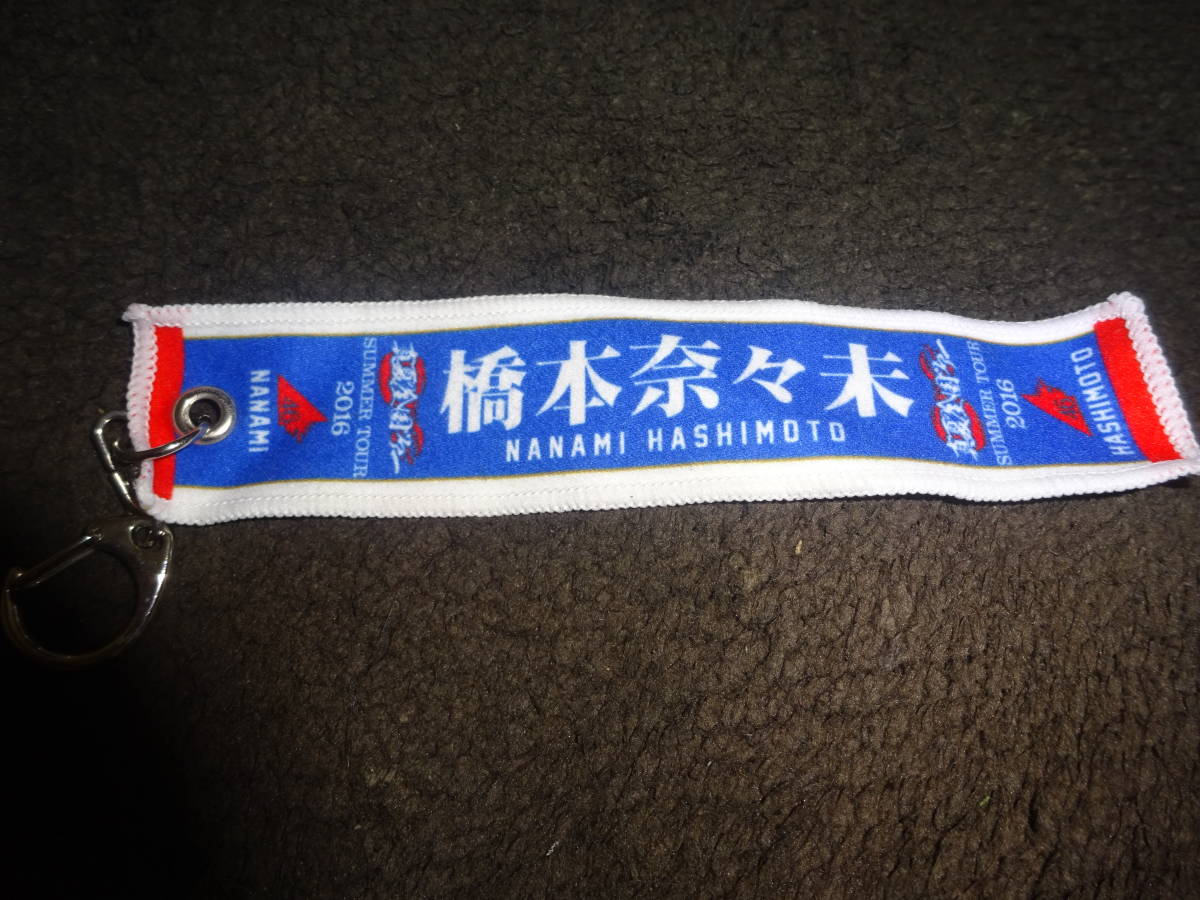 NANAMI
SUMMER TOUR
2016
橋本奈々未
NANAMI HASHIMOTO
SUMMER TOUR
2016
HASHIMOTO